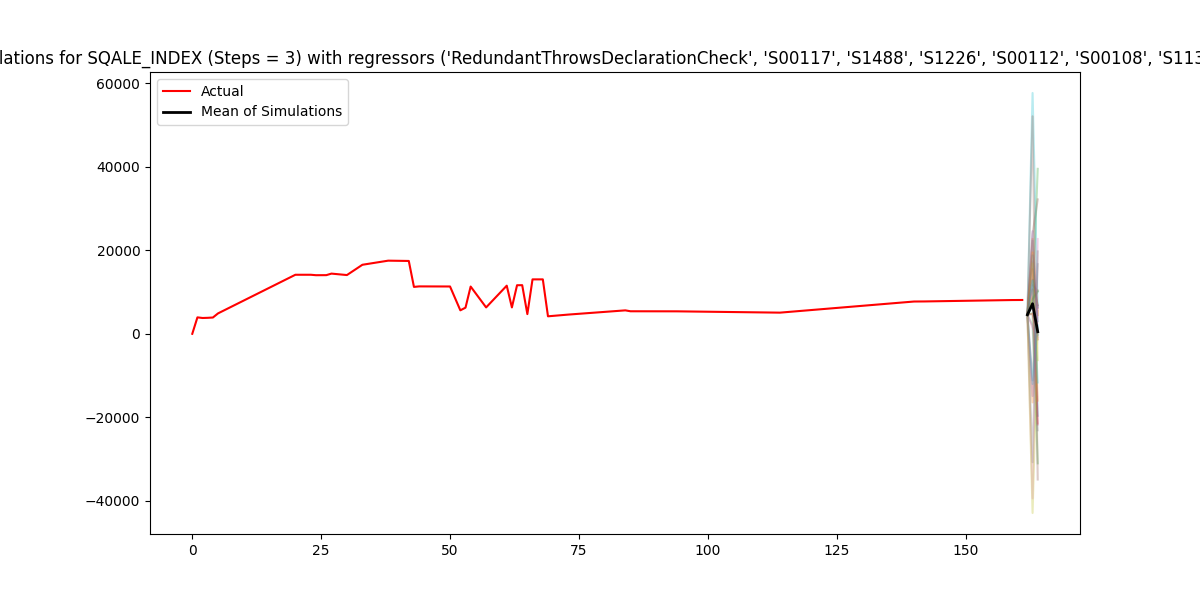 lations for SQALE_INDEX (Steps = 3) with regressors ('RedundantThrowsDeclarationCheck', 'S00117', 'S1488', 'S1226', 'S00112', 'S00108', 'S113
Actual
Mean of Simulations
60000
40000
20000
0
−20000
−40000
0 25 50 75 100 125 150